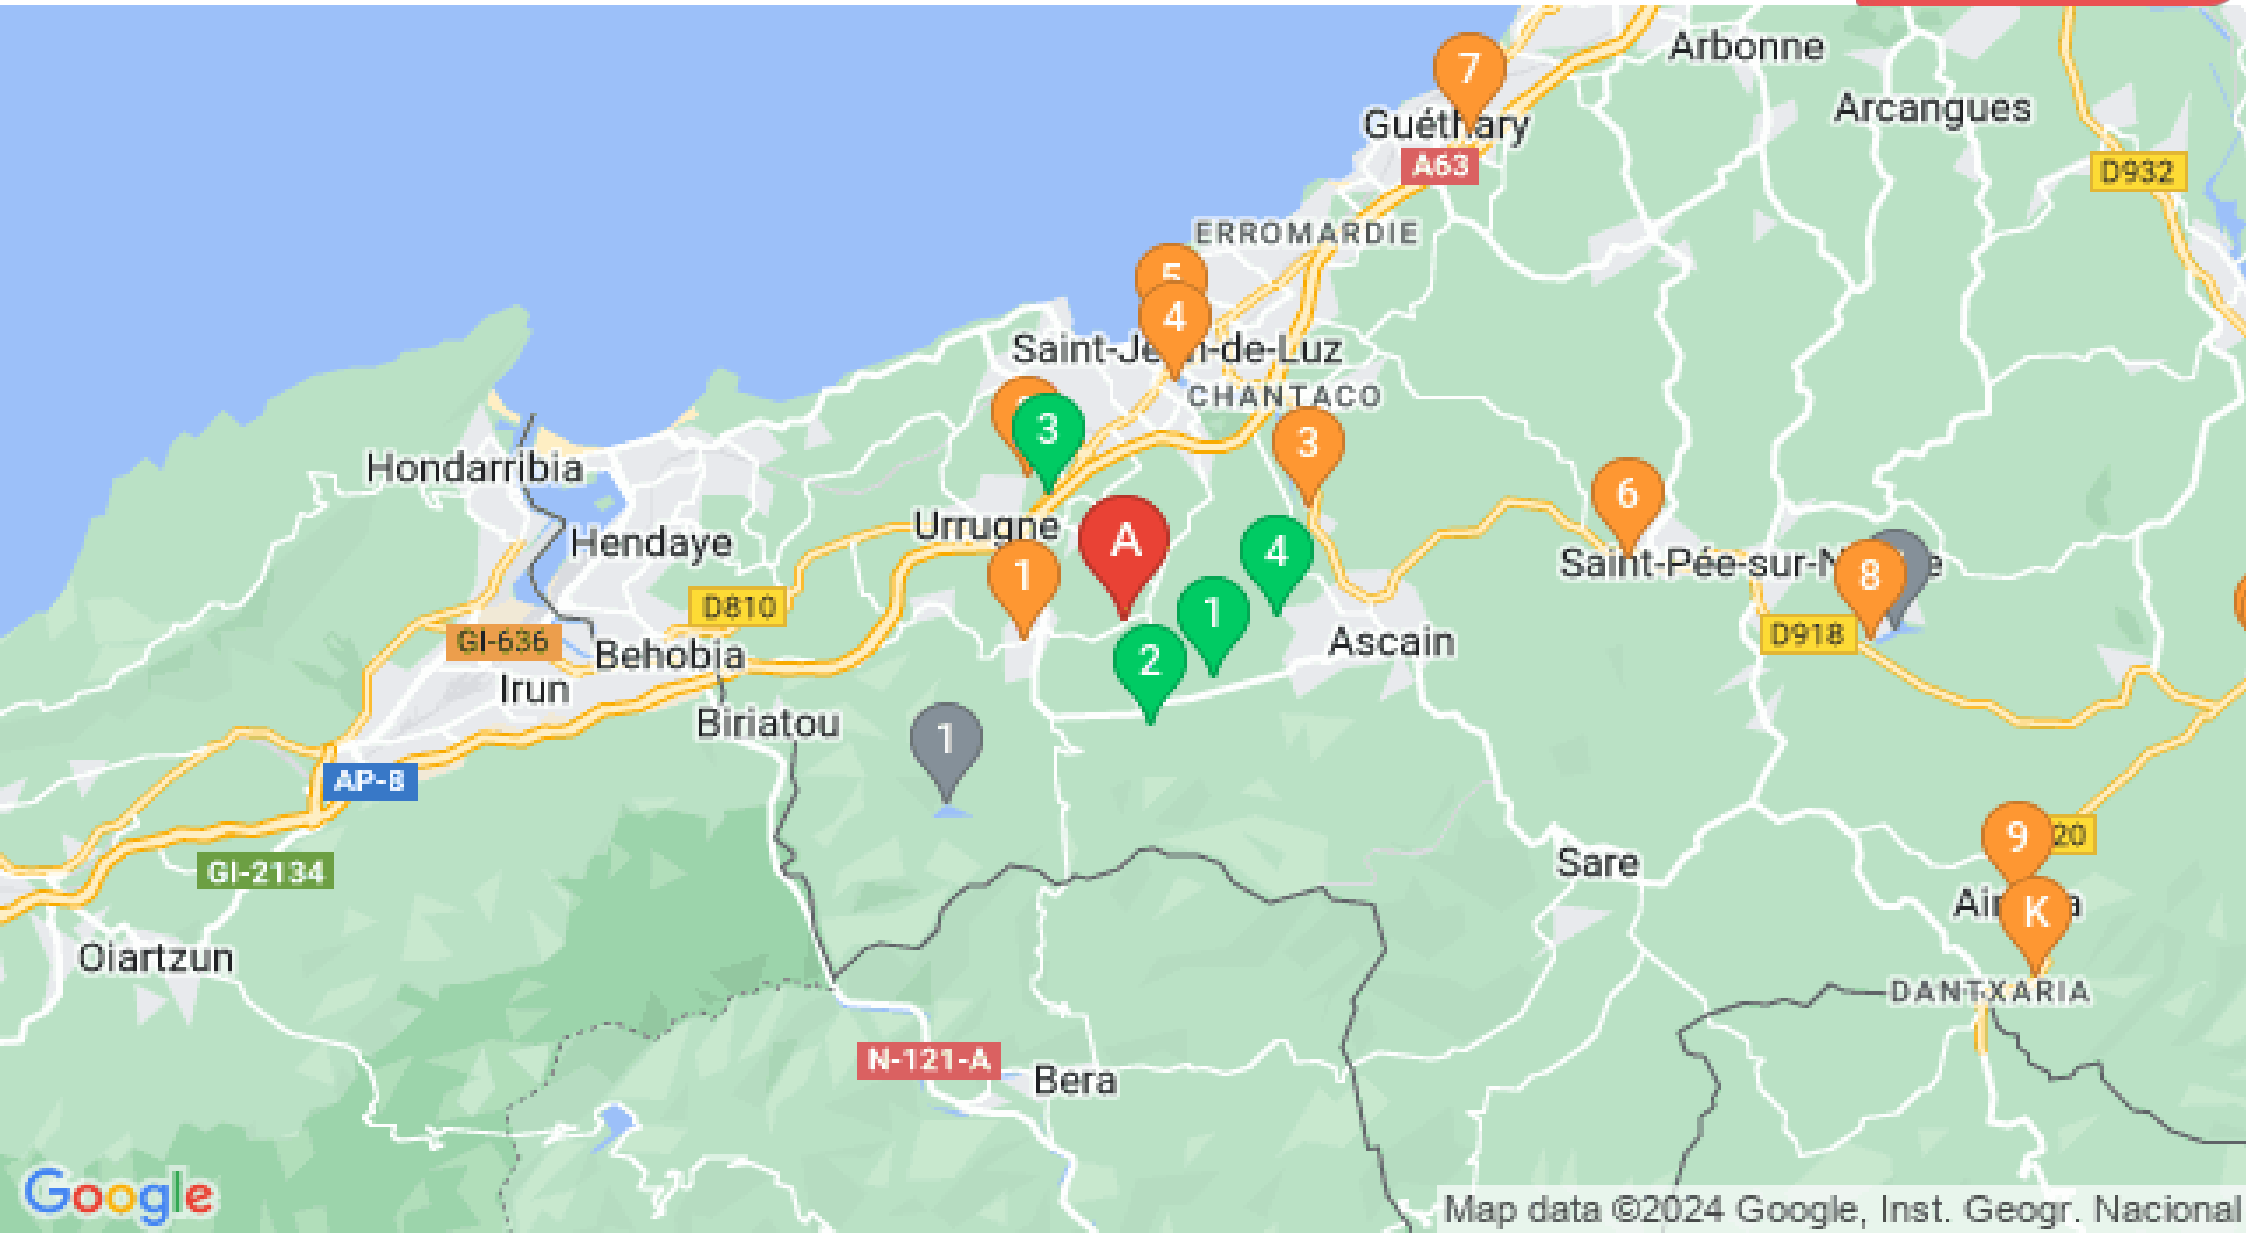 Arbonne
7
Arcangues
Guéthary
A63
D932
ERROMARDIE
5
4
Saint-Jean-de-Luz
CHANTACO
3
3
Hondarribia
6
Urrugne
A
Hendaye
4
Saint-Pée-sur-Nivelle
8
1
D810
1
GI-636
D918
Ascain
Behobia
2
Irun
Biriatou
1
AP-8
9
20
Sare
GI-2134
Ainhoa
K
Oiartzun
DANTXARIA
N-121-A
Bera
Google
Map data ©2024 Google, Inst. Geogr. Nacional